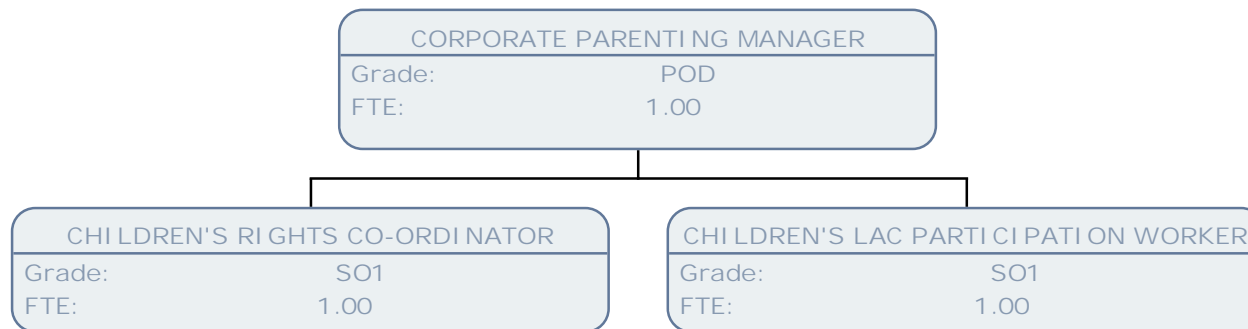 CORPORATE PARENTING MANAGER
Grade: POD
FTE: 1.00
CHILDREN'S RIGHTS CO-ORDINATOR
Grade: SO1
FTE: 1.00
CHILDREN'S LAC PARTICIPATION WORKER
Grade: SO1
FTE: 1.00